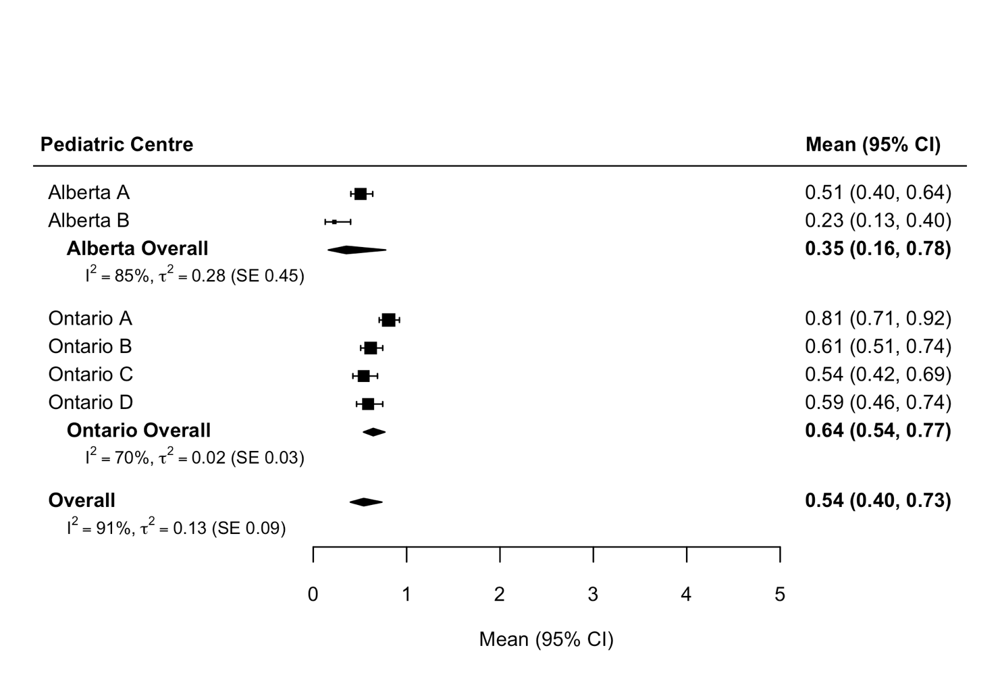 Pediatric Centre Mean (95% CI)
Alberta A 0.51 (0.40, 0.64)
Alberta B 0.23 (0.13, 0.40)
Alberta Overall 0.35 (0.16, 0.78)
I² = 85%, τ² = 0.28 (SE 0.45)
Ontario A 0.81 (0.71, 0.92)
Ontario B 0.61 (0.51, 0.74)
Ontario C 0.54 (0.42, 0.69)
Ontario D 0.59 (0.46, 0.74)
Ontario Overall 0.64 (0.54, 0.77)
I² = 70%, τ² = 0.02 (SE 0.03)
Overall 0.54 (0.40, 0.73)
I² = 91%, τ² = 0.13 (SE 0.09)
0 1 2 3 4 5
Mean (95% CI)